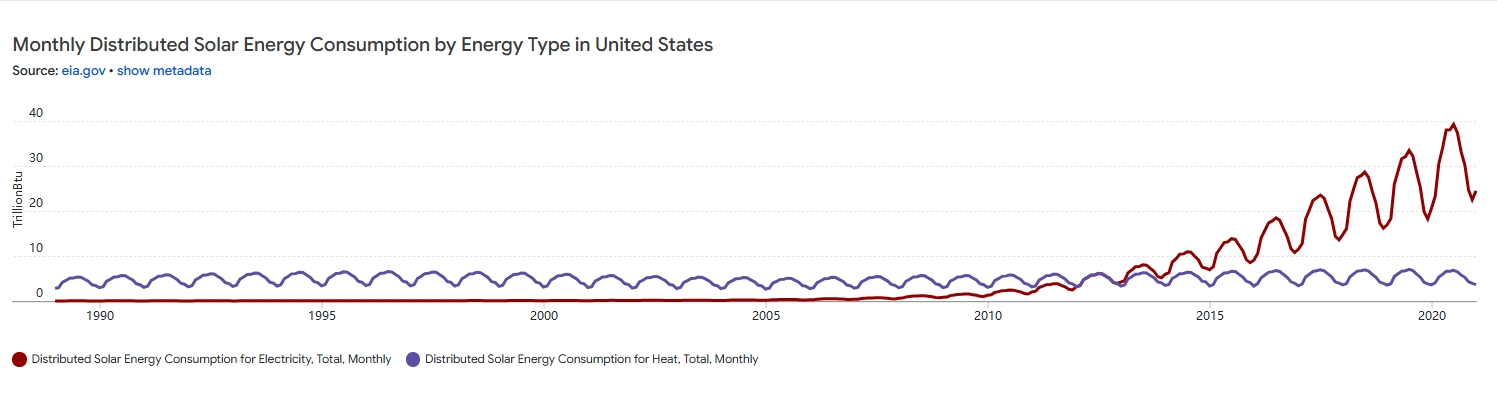 Monthly Distributed Solar Energy Consumption by Energy Type in United States
Source: eia.gov • show metadata
40
30
20
10
0
TrillionBtu
1990 1995 2000 2005 2010 2015 2020
Distributed Solar Energy Consumption for Electricity, Total, Monthly Distributed Solar Energy Consumption for Heat, Total, Monthly